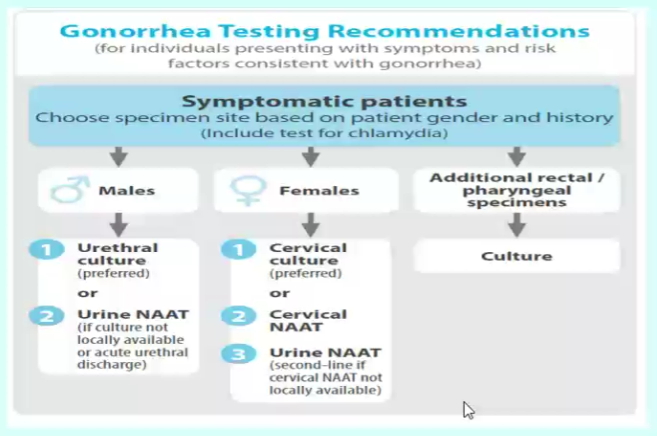 Gonorrhea Testing Recommendations
(for individuals presenting with symptoms and risk
factors consistent with gonorrhea)
Symptomatic patients
Choose specimen site based on patient gender and history
(Include test for chlamydia)
Males
Females
Additional rectal /
pharyngeal
specimens
1 Urethral
culture
(preferred)
or
2 Urine NAAT
(if culture not
locally available
or acute urethral
discharge)
1 Cervical
culture
(preferred)
or
2 Cervical
NAAT
3 Urine NAAT
(second-line if
cervical NAAT not
locally available)
Culture